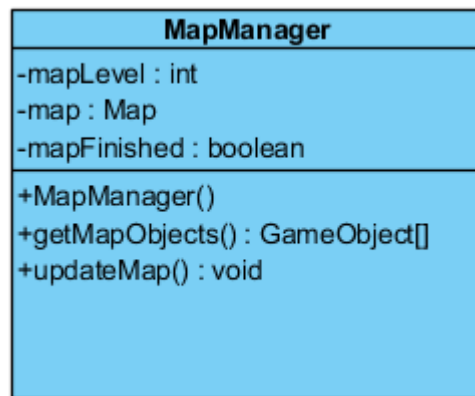 MapManager
-mapLevel : int
-map : Map
-mapFinished : boolean
+MapManager()
+getMapObjects() : GameObject[]
+updateMap() : void